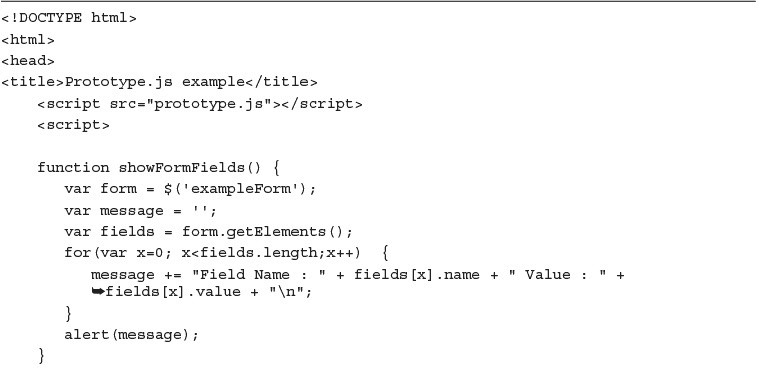 <!DOCTYPE html>
<html>
<head>
<title>Prototype.js example</title>
<script src="prototype.js"></script>
<script>
function showFormFields() {
var form = $('exampleForm');
var message = '';
var fields = form.getElements();
for(var x=0; x<fields.length;x++) {
message += "Field Name : " + fields[x].name + " Value : " +
➥fields[x].value + "\n";
}
alert(message);
}